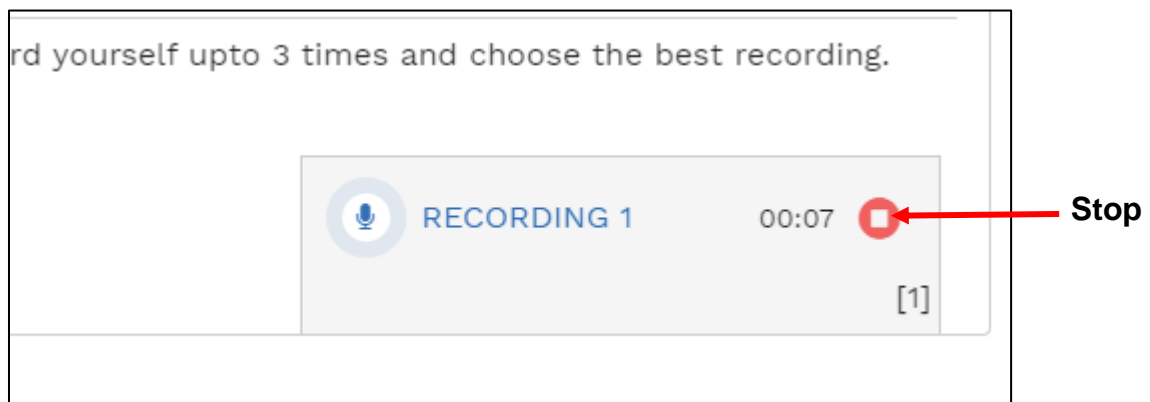 rd yourself upto 3 times and choose the best recording.
RECORDING 1 00:07
Stop
[1]